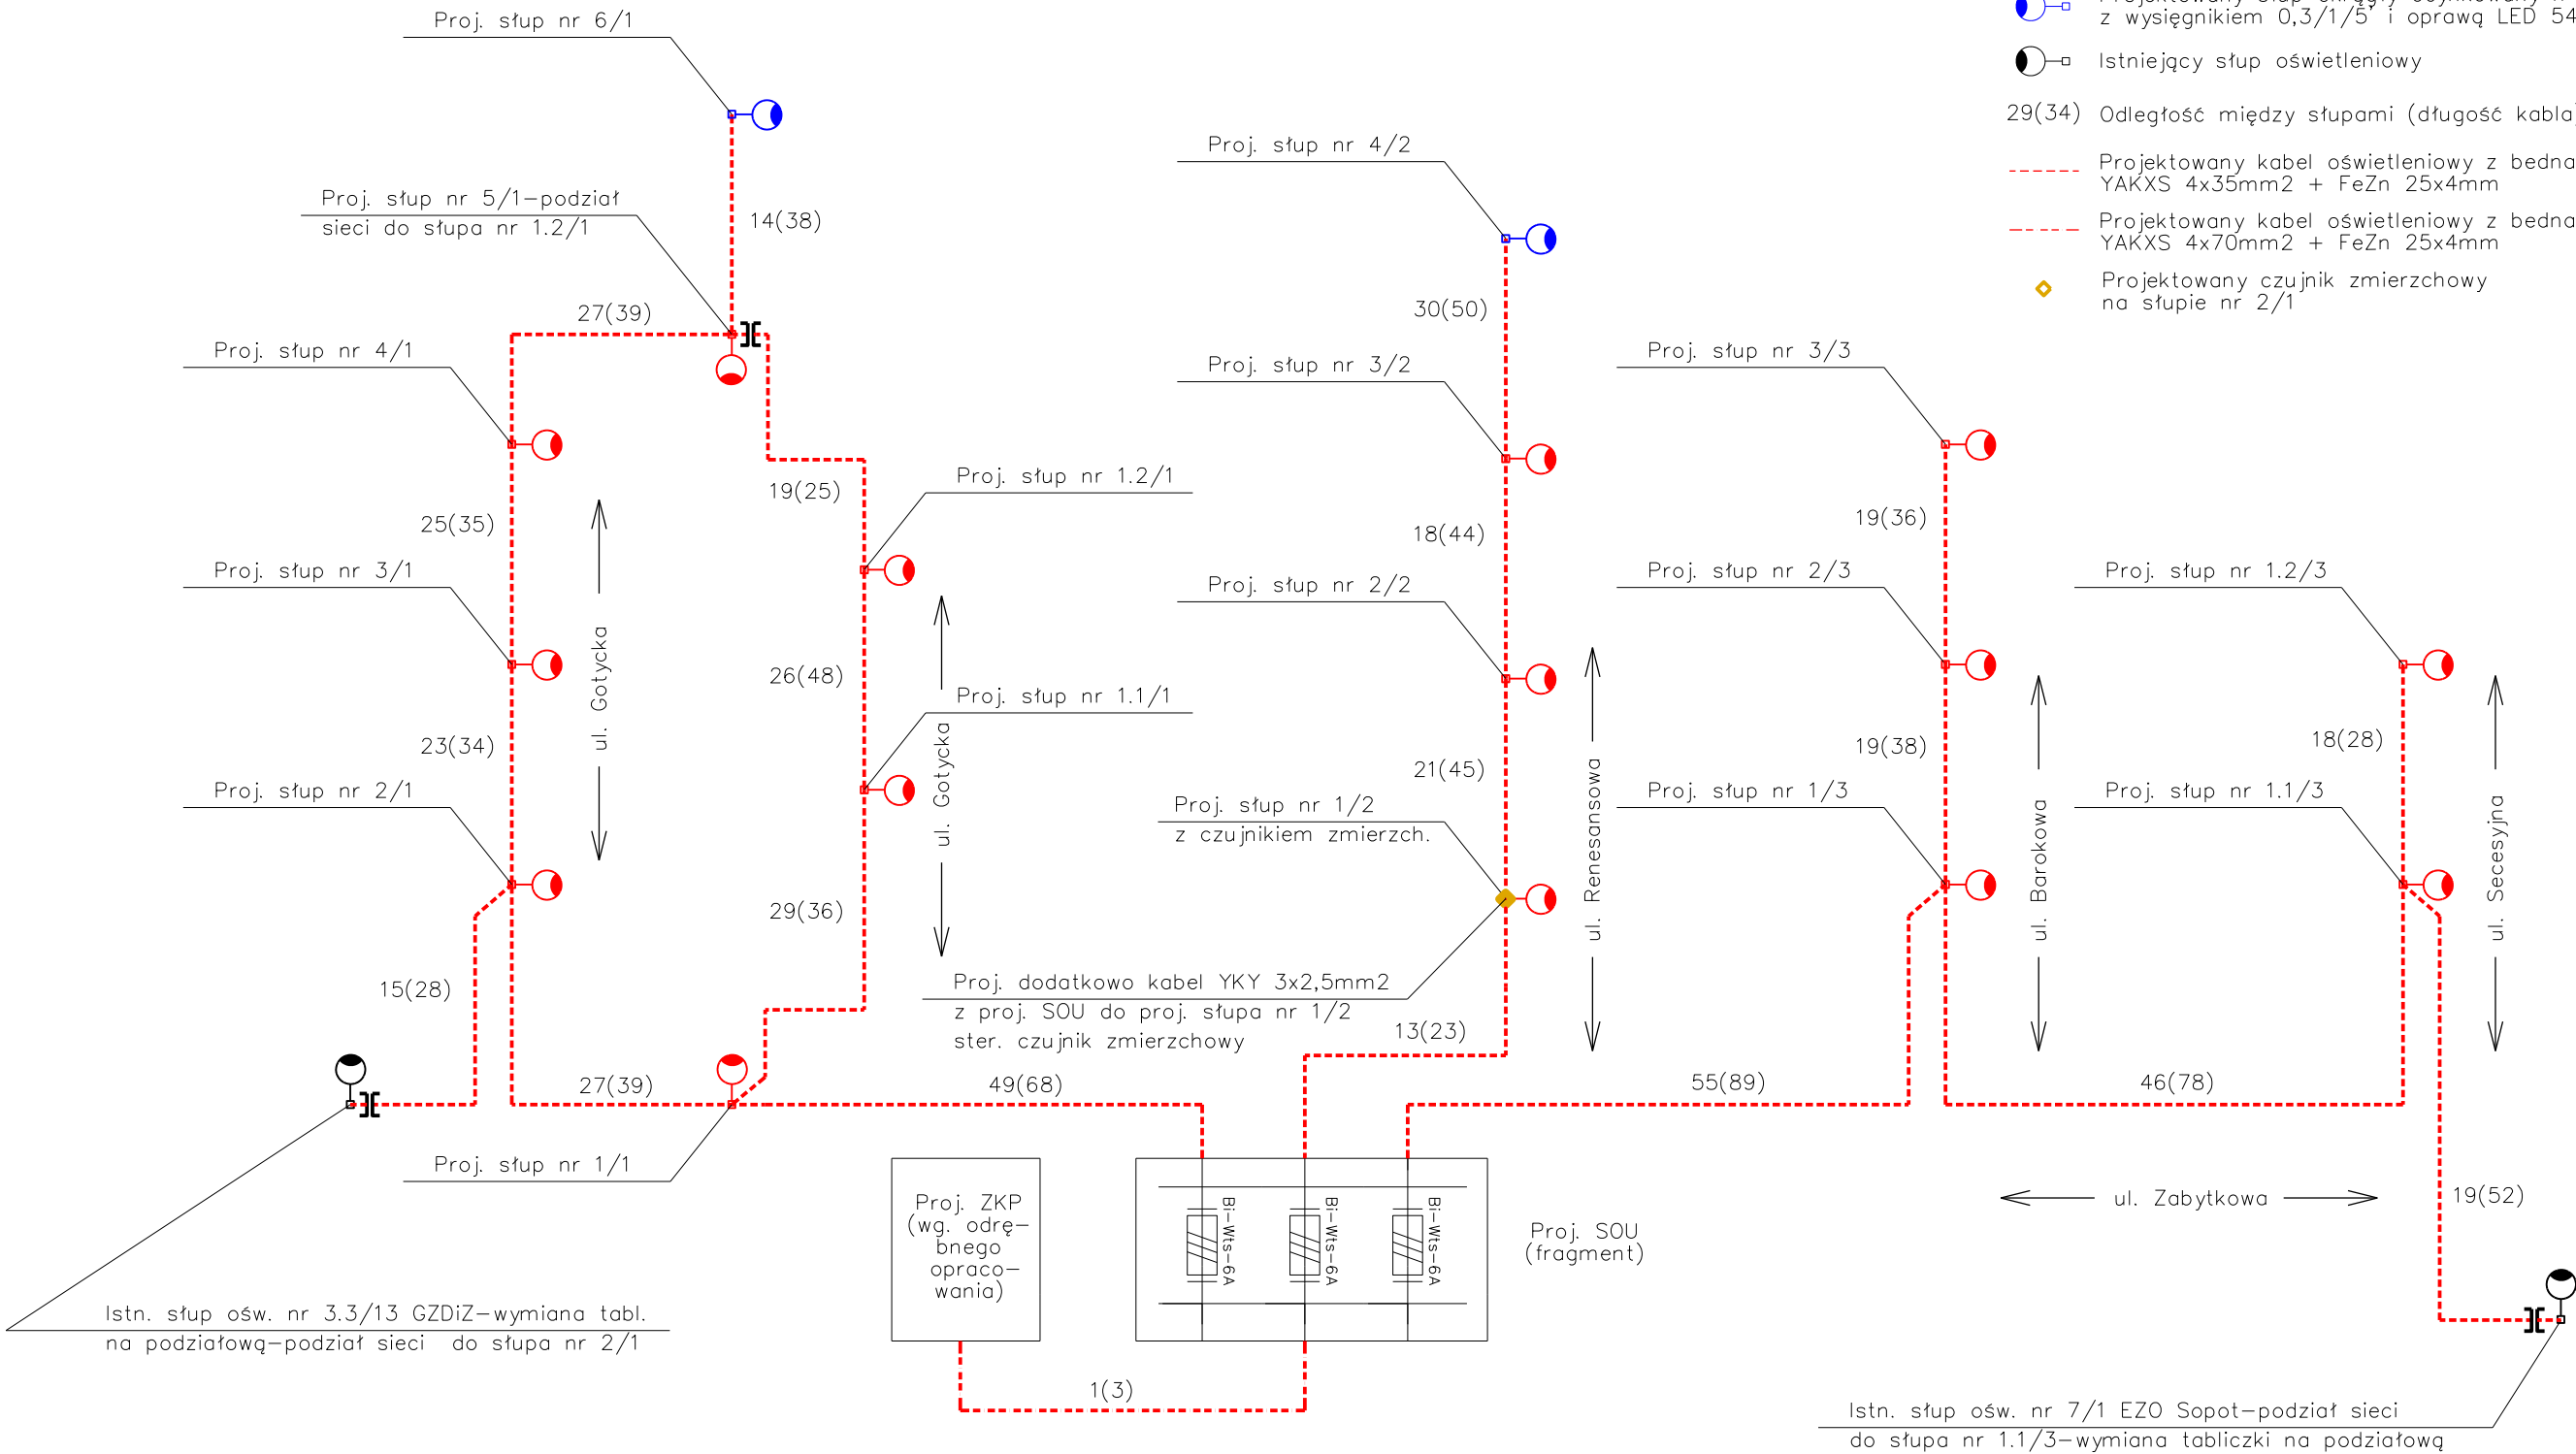 Proj. słup nr 6/1
z wysięgnikiem 0,3/1/5° i oprawą LED 54
Istniejący słup oświetleniowy
29(34) Odległość między słupami (długość kabla)
Projektowany kabel oświetleniowy z bedna
YAKXS 4x35mm2 + FeZn 25x4mm
Projektowany kabel oświetleniowy z bedna
YAKXS 4x70mm2 + FeZn 25x4mm
Projektowany czujnik zmierzchowy
na słupie nr 2/1
Proj. słup nr 5/1-podział
sieci do słupa nr 1.2/1
14(38)
27(39)
Proj. słup nr 4/1
25(35)
Proj. słup nr 3/1
23(34)
Proj. słup nr 2/1
15(28)
ul. Gotycka
19(25)
Proj. słup nr 1.2/1
26(48)
Proj. słup nr 1.1/1
29(36)
ul. Gotycka
27(39)
49(68)
Proj. słup nr 1/1
Istn. słup ośw. nr 3.3/13 GZDiZ-wymiana tabl.
na podziałową-podział sieci do słupa nr 2/1
Proj. słup nr 4/2
30(50)
Proj. słup nr 3/2
18(44)
Proj. słup nr 2/2
21(45)
Proj. słup nr 1/2
z czujnikiem zmierzch.
Proj. dodatkowo kabel YKY 3x2,5mm2
z proj. SOU do proj. słupa nr 1/2
ster. czujnik zmierzchowy
13(23)
ul. Renesansowa
Proj. słup nr 3/3
19(36)
Proj. słup nr 2/3
19(38)
Proj. słup nr 1/3
55(89)
ul. Barokowa
Proj. słup nr 1.2/3
18(28)
Proj. słup nr 1.1/3
46(78)
ul. Secesyjna
ul. Zabytkowa
19(52)
Proj. ZKP
(wg. odrę-
bnego
opraco-
wania)
Bi-Wts-6A
Bi-Wts-6A
Bi-Wts-6A
Proj. SOU
(fragment)
1(3)
Istn. słup ośw. nr 7/1 EZO Sopot-podział sieci
do słupa nr 1.1/3-wymiana tabliczki na podziałową